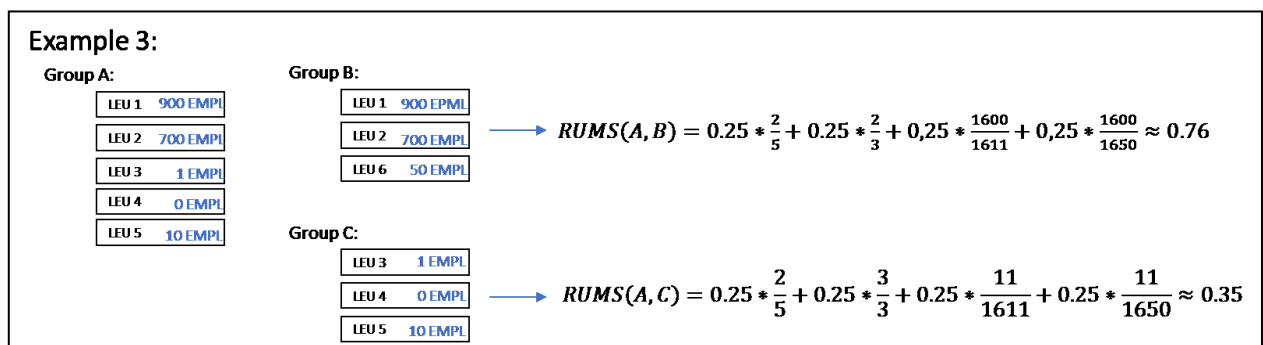 Example 3:
Group A:
LEU 1 900 EMPL
LEU 2 700 EMPL
LEU 3 1 EMPL
LEU 4 0 EMPL
LEU 5 10 EMPL
Group B:
LEU 1 900 EPML
LEU 2 700 EMPL
LEU 6 50 EMPL
RUMS(A, B) = 0.25 * 2/5 + 0.25 * 2/3 + 0,25 * 1600/1611 + 0,25 * 1600/1650 ≈ 0.76
Group C:
LEU 3 1 EMPL
LEU 4 0 EMPL
LEU 5 10 EMPL
RUMS(A, C) = 0.25 * 2/5 + 0.25 * 3/3 + 0.25 * 11/1611 + 0.25 * 11/1650 ≈ 0.35